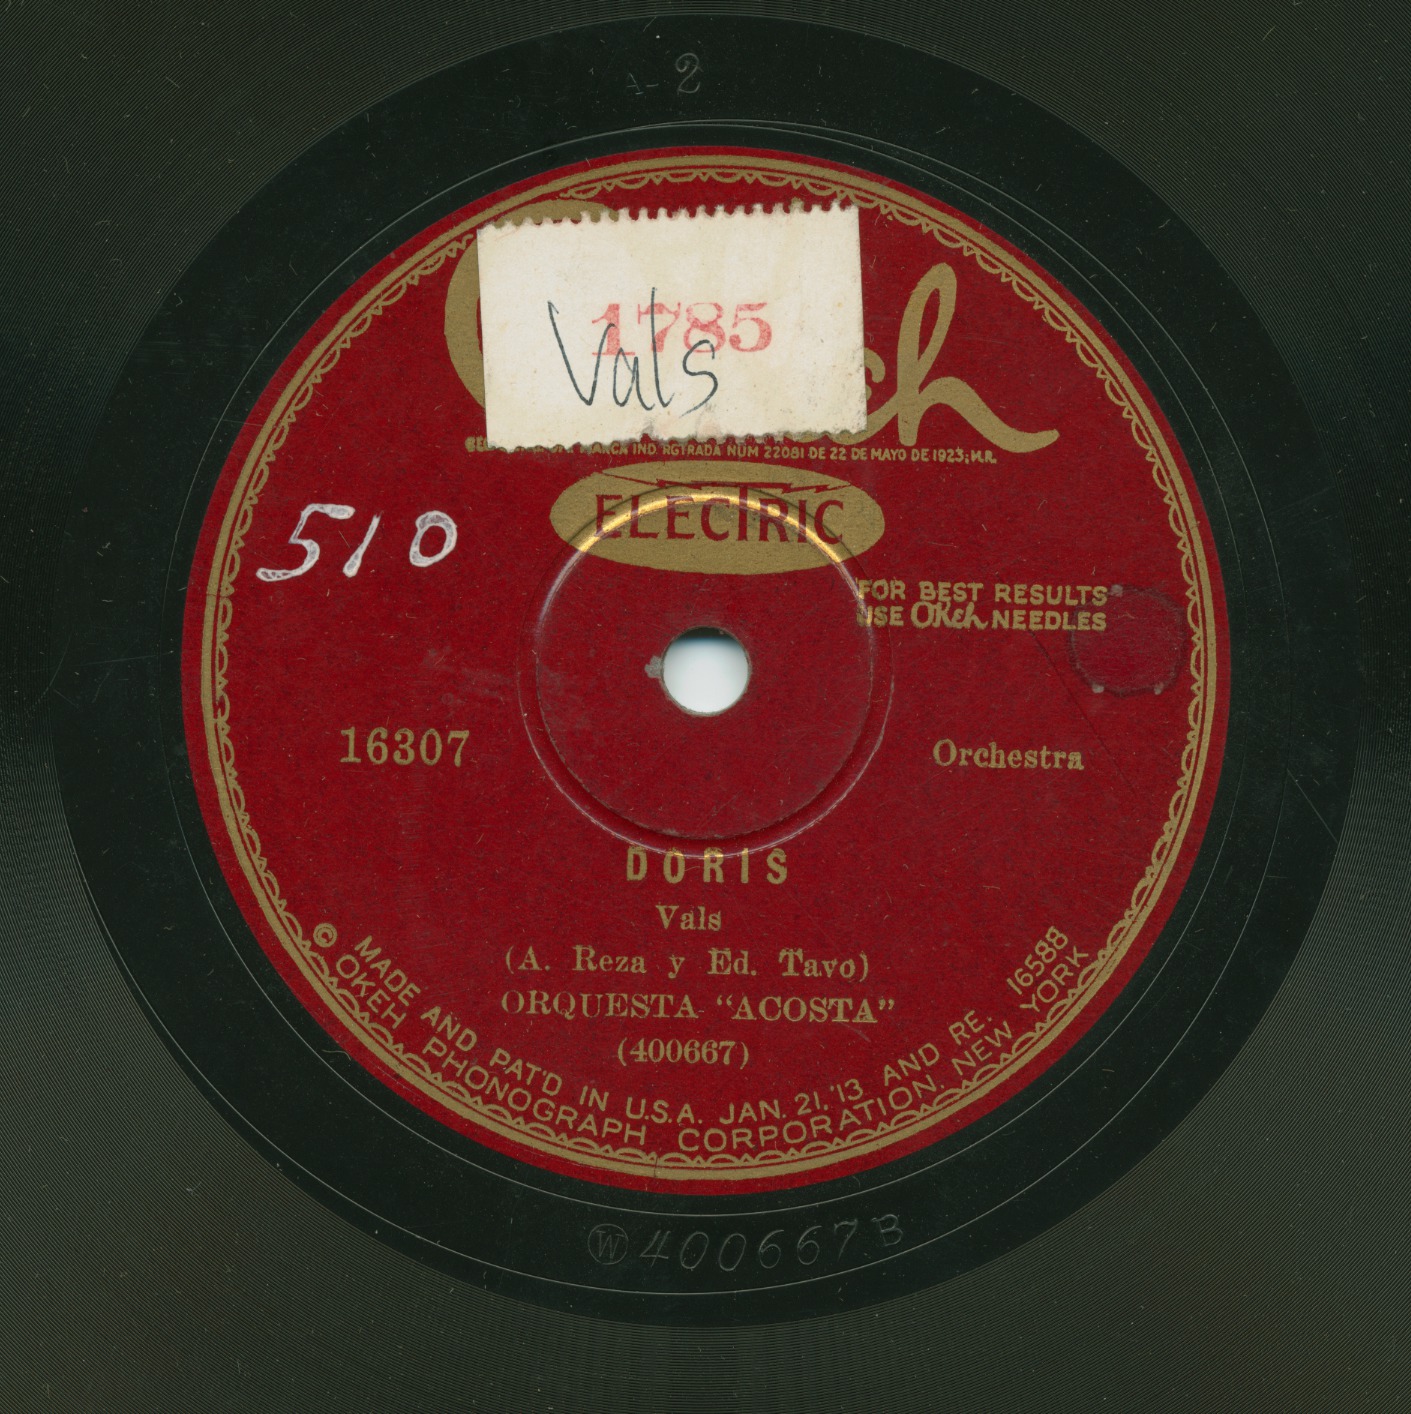 A-2
1785
Vals
MARCA IND. RGTRADA NUM 22081 DE 22 DE MAYO DE 1923; M.R.
ELECTRIC
510
FOR BEST RESULTS
USE OKeh NEEDLES
16307
Orchestra
DORIS
Vals
(A. Reza y Ed. Tavo)
ORQUESTA "ACOSTA"
(400667)
© MADE AND PAT'D IN U.S.A. JAN. 21, '13 AND RE. 16588
OKEH PHONOGRAPH CORPORATION, NEW YORK
W 400667B